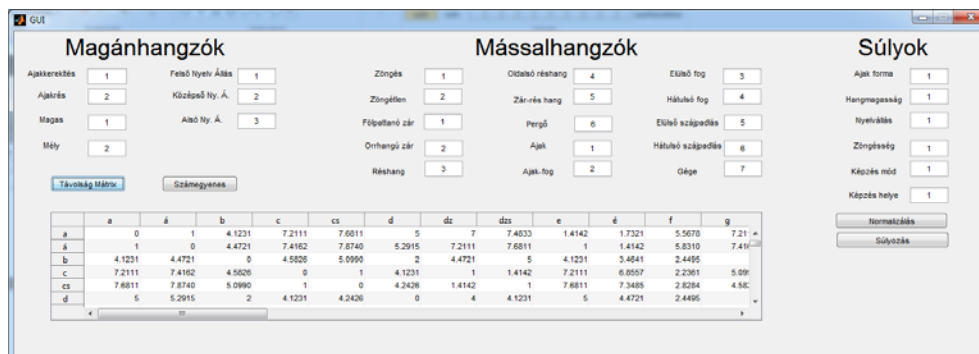 GUI
Magánhangzók
Mássalhangzók
Súlyok
Ajakkerekítés 1 Felső Nyelv Állás 1 Zöngés 1 Oldalsó réshang 4 Elülső fog 3 Ajak forma 1
Ajakrés 2 Középső Ny. Á. 2 Zöngétlen 2 Zár-rés hang 5 Hátulsó fog 4 Hangmagasság 1
Magas 1 Alsó Ny. Á. 3 Fölpattanó zár 1 Pergő 6 Elülső szájpadlás 5 Nyelvállás 1
Mély 2 Orrhangú zár 2 Ajak 1 Hátulsó szájpadlás 6 Zöngésség 1
Réshang 3 Ajak-fog 2 Gége 7 Képzés mód 1
Képzés helye 1
Távolság Mátrix Számegyenes
Normalizálás
Súlyozás
a á b c cs d dz dzs e é f g
a 0 1 4.1231 7.2111 7.6811 5 7 7.4833 1.4142 1.7321 5.5678 7.21
á 1 0 4.4721 7.4162 7.8740 5.2915 7.2111 7.6811 1 1.4142 5.8310 7.416
b 4.1231 4.4721 0 4.5826 5.0990 2 4.4721 5 4.1231 3.4641 2.4495
c 7.2111 7.4162 4.5826 0 1 4.1231 1 1.4142 7.2111 6.8557 2.2361 5.099
cs 7.6811 7.8740 5.0990 1 0 4.2426 1.4142 1 7.6811 7.3485 2.8284 4.582
d 5 5.2915 2 4.1231 4.2426 0 4 4.1231 5 4.4721 2.4495